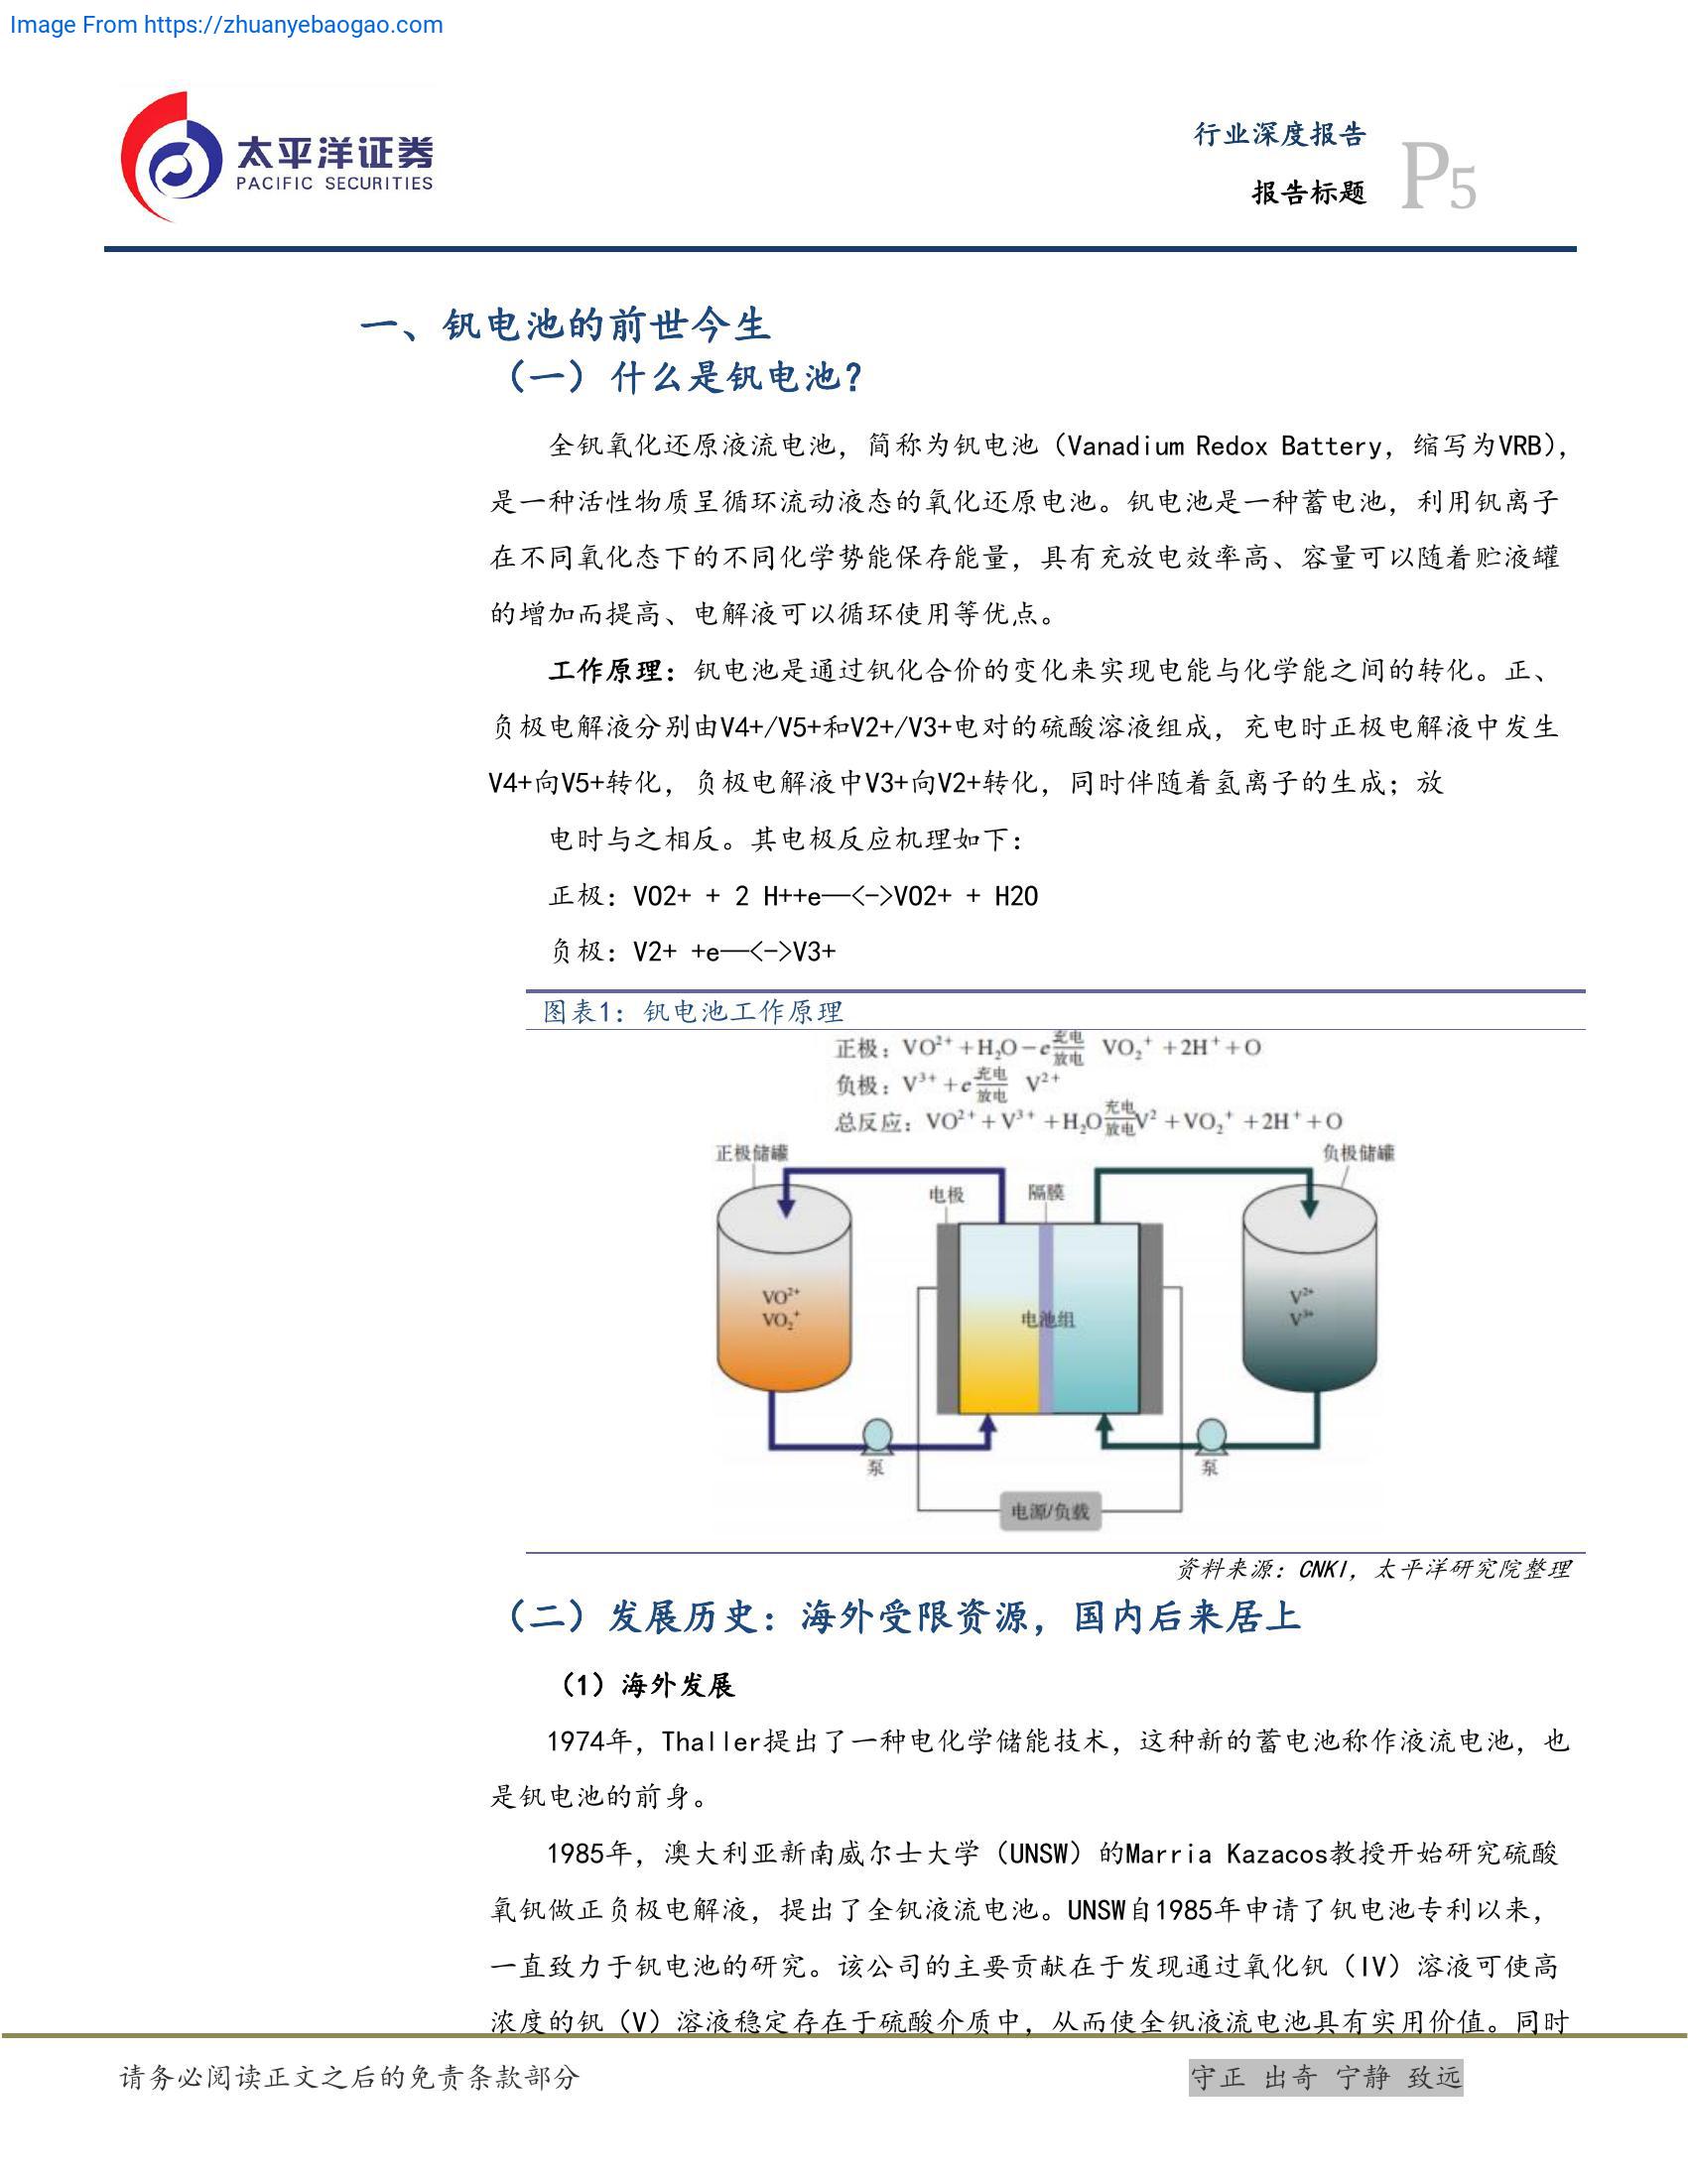 Image From https://zhuanyebaogao.com
太平洋证券
PACIFIC SECURITIES
行业深度报告
报告标题
P5
一、钒电池的前世今生
（一） 什么是钒电池？
全钒氧化还原液流电池，简称为钒电池（Vanadium Redox Battery，缩写为VRB），
是一种活性物质呈循环流动液态的氧化还原电池。钒电池是一种蓄电池，利用钒离子
在不同氧化态下的不同化学势能保存能量，具有充放电效率高、容量可以随着贮液罐
的增加而提高、电解液可以循环使用等优点。
工作原理：钒电池是通过钒化合价的变化来实现电能与化学能之间的转化。正、
负极电解液分别由V4+/V5+和V2+/V3+电对的硫酸溶液组成，充电时正极电解液中发生
V4+向V5+转化，负极电解液中V3+向V2+转化，同时伴随着氢离子的生成；放
电时与之相反。其电极反应机理如下：
正极：VO2+ + 2 H++e—<->VO2+ + H2O
负极：V2+ +e—<->V3+
图表1：钒电池工作原理
正极：VO²⁺+H₂O−e 充电/放电 VO₂⁺+2H⁺+O
负极：V³⁺+e 充电/放电 V²⁺
总反应：VO²⁺+V³⁺+H₂O 充电/放电 V²+VO₂⁺+2H⁺+O
正极储罐
负极储罐
电极
隔膜
VO²⁺
VO₂⁺
电池组
V²⁺
V³⁺
泵
泵
电源/负载
资料来源：CNKI，太平洋研究院整理
（二） 发展历史：海外受限资源，国内后来居上
（1）海外发展
1974年，Thaller提出了一种电化学储能技术，这种新的蓄电池称作液流电池，也
是钒电池的前身。
1985年，澳大利亚新南威尔士大学（UNSW）的Marria Kazacos教授开始研究硫酸
氧钒做正负极电解液，提出了全钒液流电池。UNSW自1985年申请了钒电池专利以来，
一直致力于钒电池的研究。该公司的主要贡献在于发现通过氧化钒（IV）溶液可使高
浓度的钒（V）溶液稳定存在于硫酸介质中，从而使全钒液流电池具有实用价值。同时
请务必阅读正文之后的免责条款部分
守正 出奇 宁静 致远